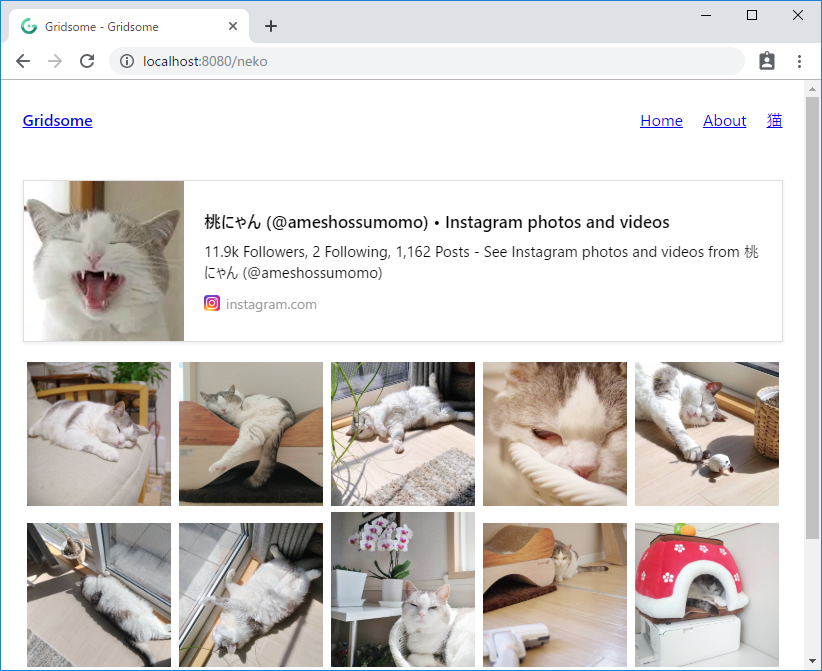 Gridsome - Gridsome
localhost:8080/neko
Gridsome
Home About 猫
桃にゃん (@ameshossumomo) • Instagram photos and videos
11.9k Followers, 2 Following, 1,162 Posts - See Instagram photos and videos from 桃
にゃん (@ameshossumomo)
instagram.com